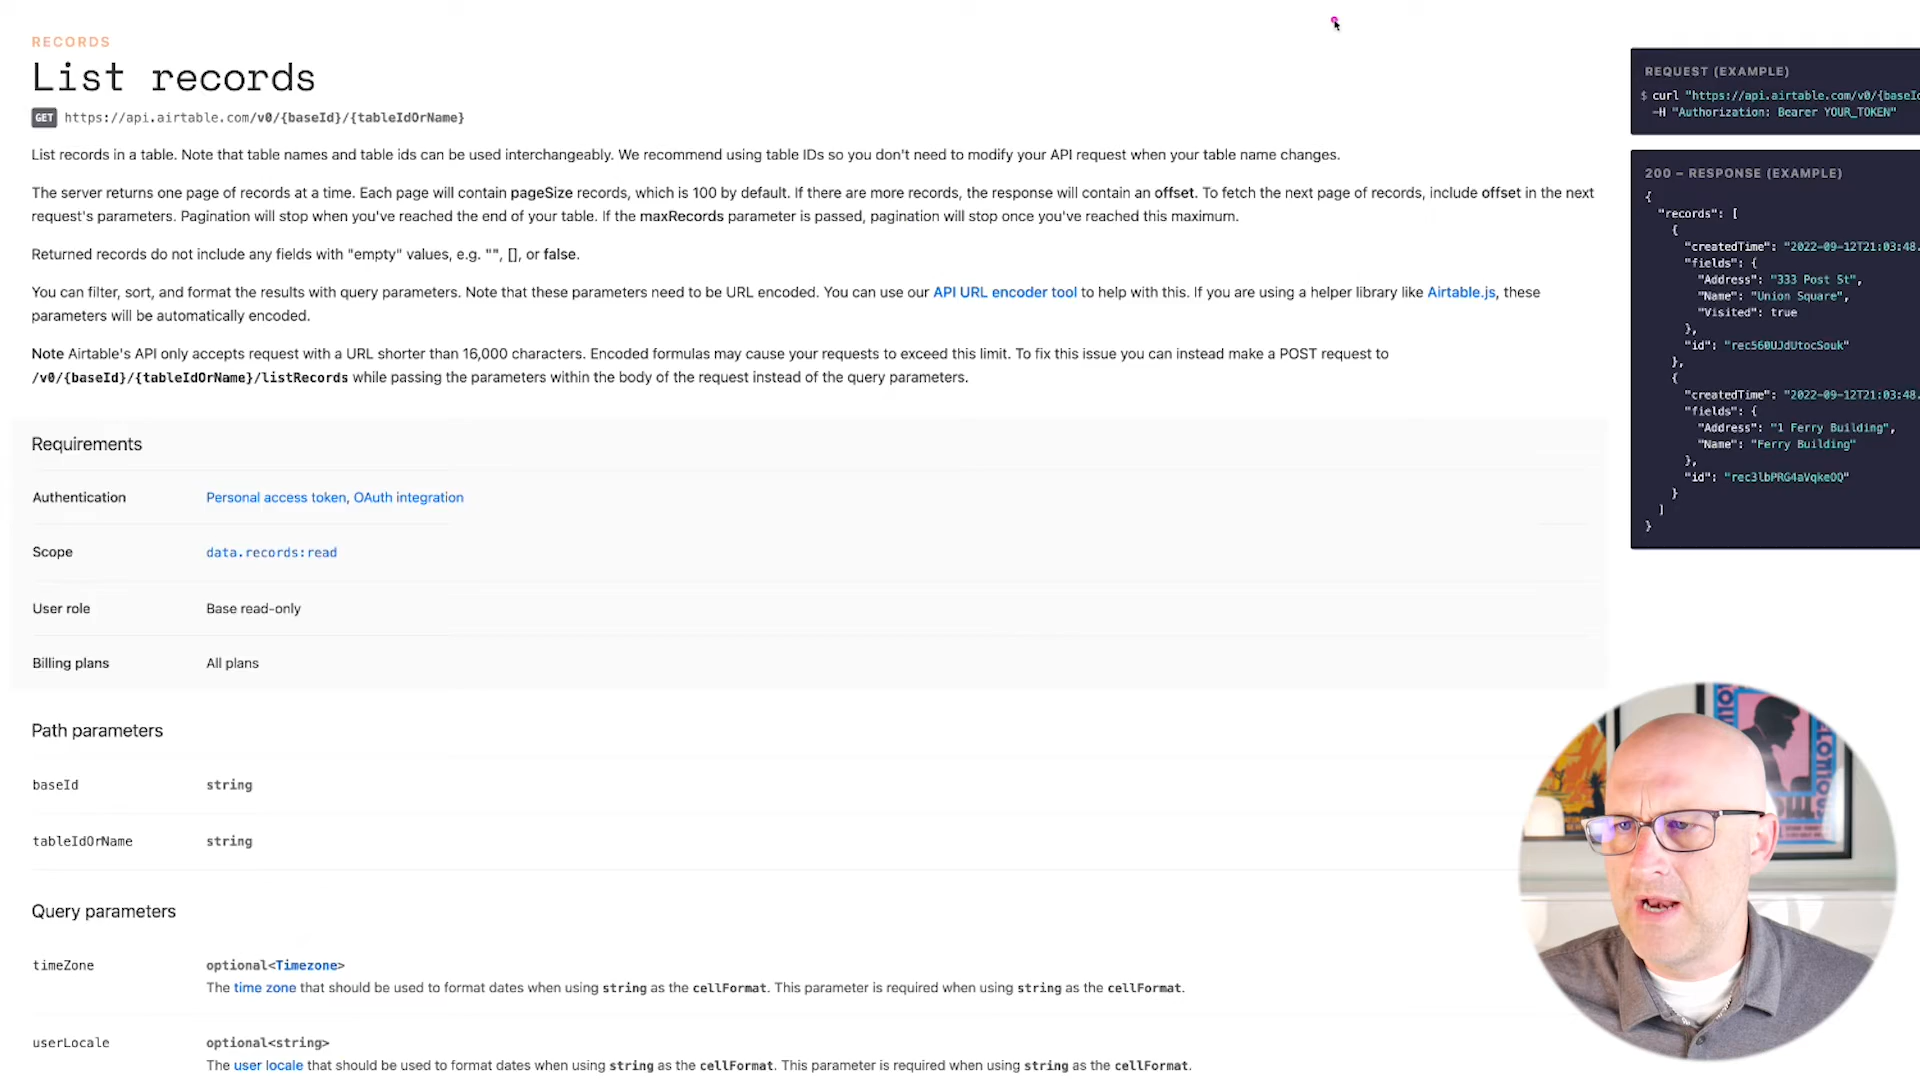 RECORDS
List records
GET https://api.airtable.com/v0/{baseId}/{tableIdOrName}
List records in a table. Note that table names and table ids can be used interchangeably. We recommend using table IDs so you don't need to modify your API request when your table name changes.
The server returns one page of records at a time. Each page will contain pageSize records, which is 100 by default. If there are more records, the response will contain an offset. To fetch the next page of records, include offset in the next
request's parameters. Pagination will stop when you've reached the end of your table. If the maxRecords parameter is passed, pagination will stop once you've reached this maximum.
Returned records do not include any fields with "empty" values, e.g. "", [], or false.
You can filter, sort, and format the results with query parameters. Note that these parameters need to be URL encoded. You can use our API URL encoder tool to help with this. If you are using a helper library like Airtable.js, these
parameters will be automatically encoded.
Note Airtable's API only accepts request with a URL shorter than 16,000 characters. Encoded formulas may cause your requests to exceed this limit. To fix this issue you can instead make a POST request to
/v0/{baseId}/{tableIdOrName}/listRecords while passing the parameters within the body of the request instead of the query parameters.
Requirements
Authentication Personal access token, OAuth integration
Scope data.records:read
User role Base read-only
Billing plans All plans
Path parameters
baseId string
tableIdOrName string
Query parameters
timeZone optional<Timezone>
The time zone that should be used to format dates when using string as the cellFormat. This parameter is required when using string as the cellFormat.
userLocale optional<string>
The user locale that should be used to format dates when using string as the cellFormat. This parameter is required when using string as the cellFormat.
REQUEST (EXAMPLE)
$ curl "https://api.airtable.com/v0/{baseId
-H "Authorization: Bearer YOUR_TOKEN"
200 – RESPONSE (EXAMPLE)
{
"records": [
{
"createdTime": "2022-09-12T21:03:48.
"fields": {
"Address": "333 Post St",
"Name": "Union Square",
"Visited": true
},
"id": "rec560UJdUtocSouk"
},
{
"createdTime": "2022-09-12T21:03:48.
"fields": {
"Address": "1 Ferry Building",
"Name": "Ferry Building"
},
"id": "rec3lbPRG4aVqkeOQ"
}
]
}